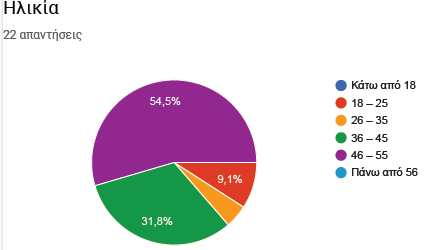 Ηλικία
22 απαντήσεις
54,5%
9,1%
31,8%
Κάτω από 18
18 – 25
26 – 35
36 – 45
46 – 55
Πάνω από 56